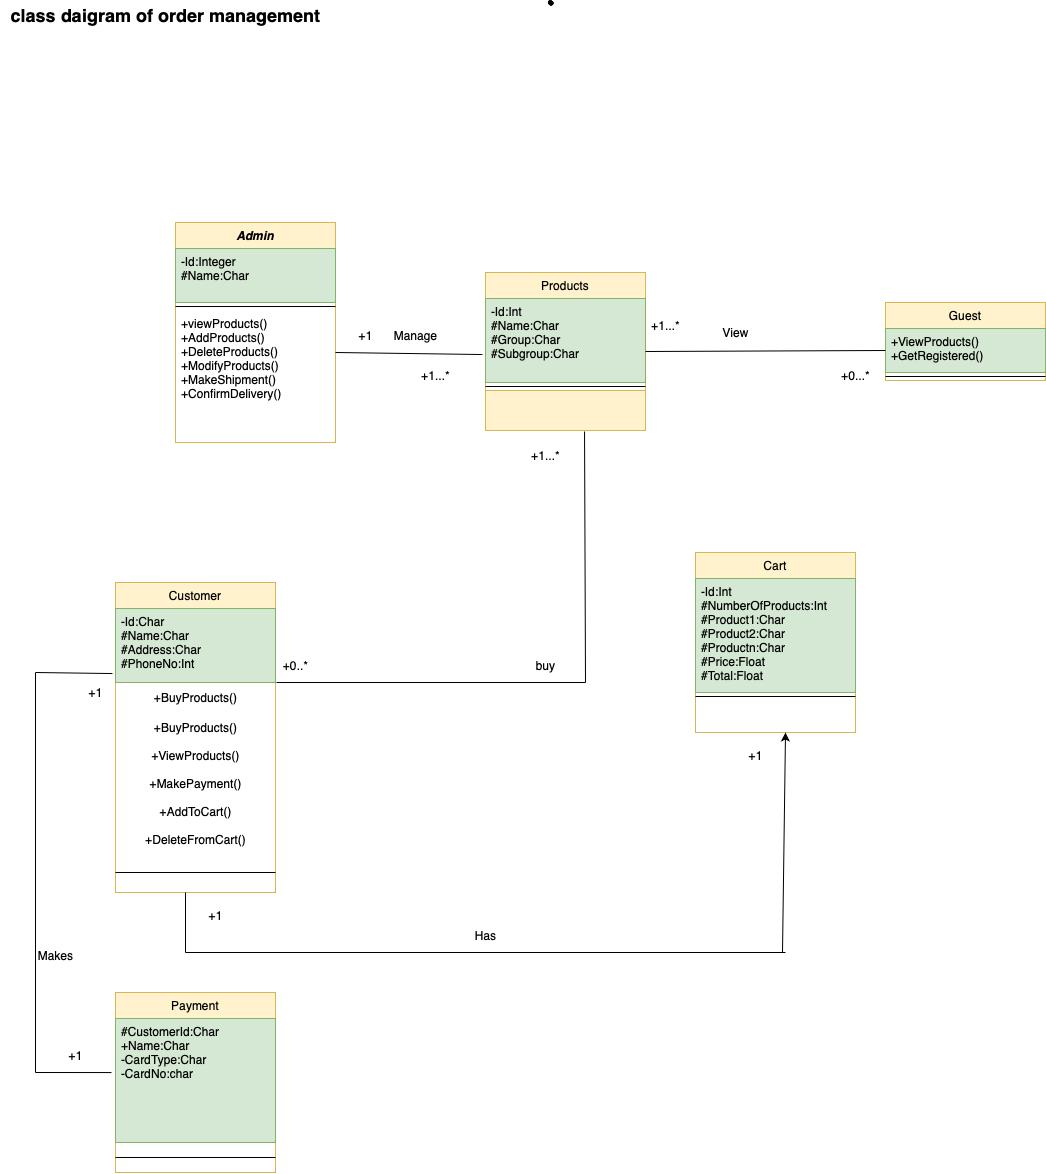 class daigram of order management
Admin
-Id:Integer
#Name:Char
+viewProducts()
+AddProducts()
+DeleteProducts()
+ModifyProducts()
+MakeShipment()
+ConfirmDelivery()
+1
Manage
+1...*
Products
-Id:Int
#Name:Char
#Group:Char
#Subgroup:Char
+1...*
View
+0...*
Guest
+ViewProducts()
+GetRegistered()
+1...*
buy
+0..*
Customer
-Id:Char
#Name:Char
#Address:Char
#PhoneNo:Int
+BuyProducts()
+BuyProducts()
+ViewProducts()
+MakePayment()
+AddToCart()
+DeleteFromCart()
Cart
-Id:Int
#NumberOfProducts:Int
#Product1:Char
#Product2:Char
#Productn:Char
#Price:Float
#Total:Float
+1
+1
Has
+1
Makes
+1
Payment
#CustomerId:Char
+Name:Char
-CardType:Char
-CardNo:char